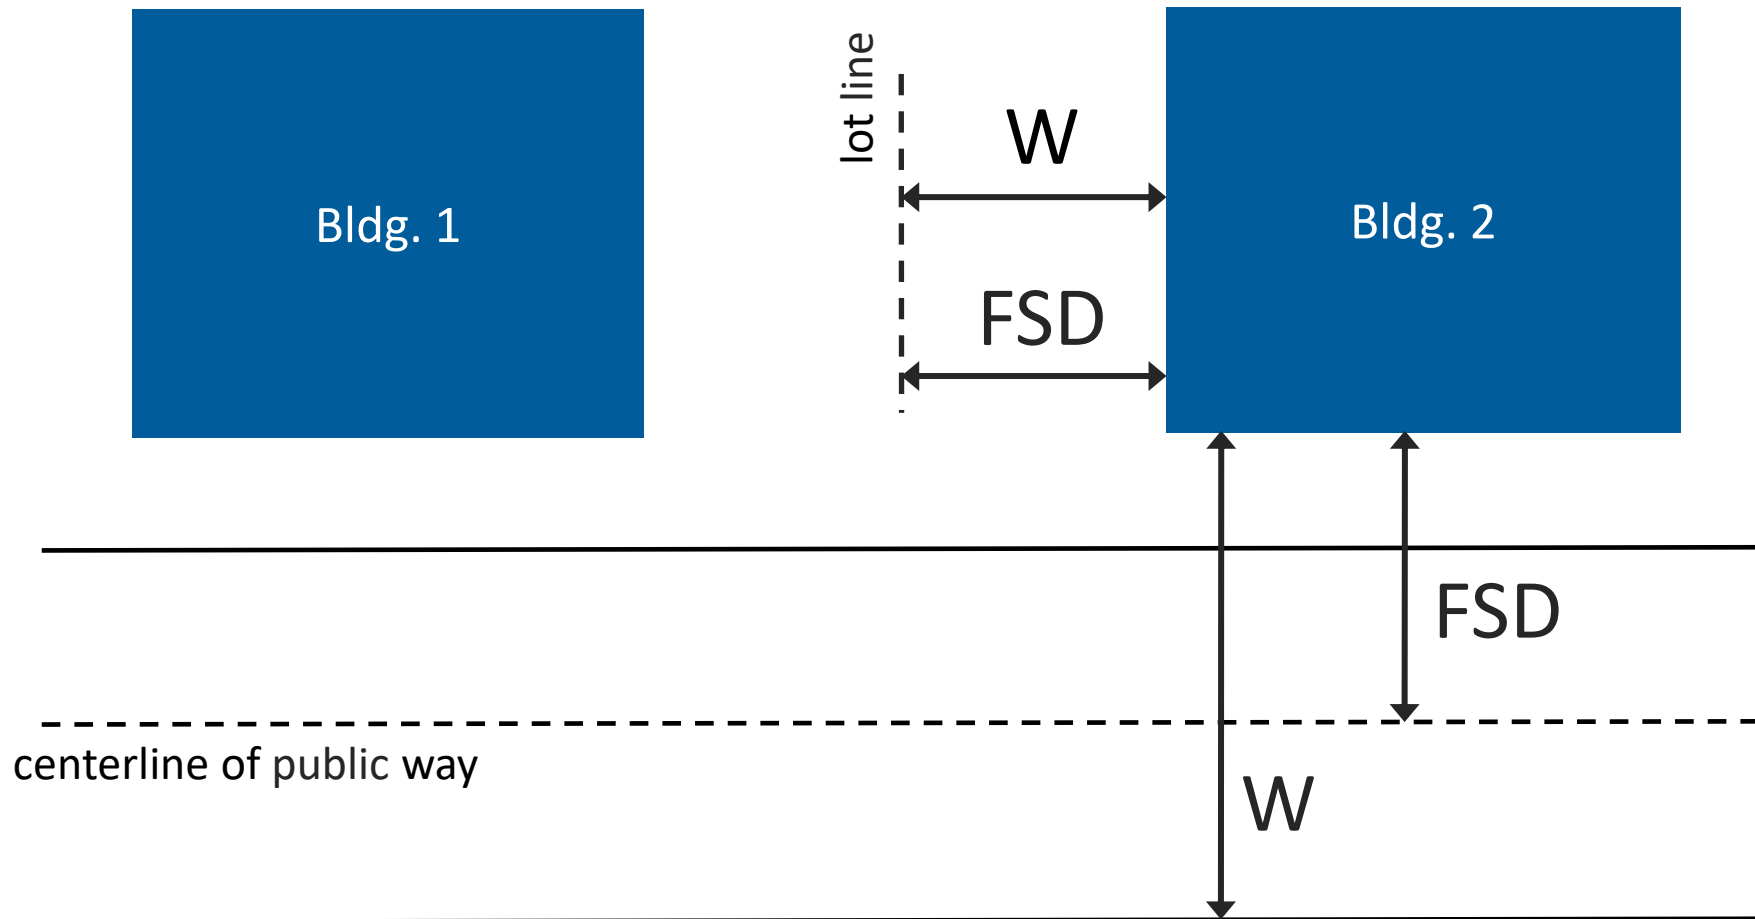 lot line
W
Bldg. 1
Bldg. 2
FSD
FSD
centerline of public way
W